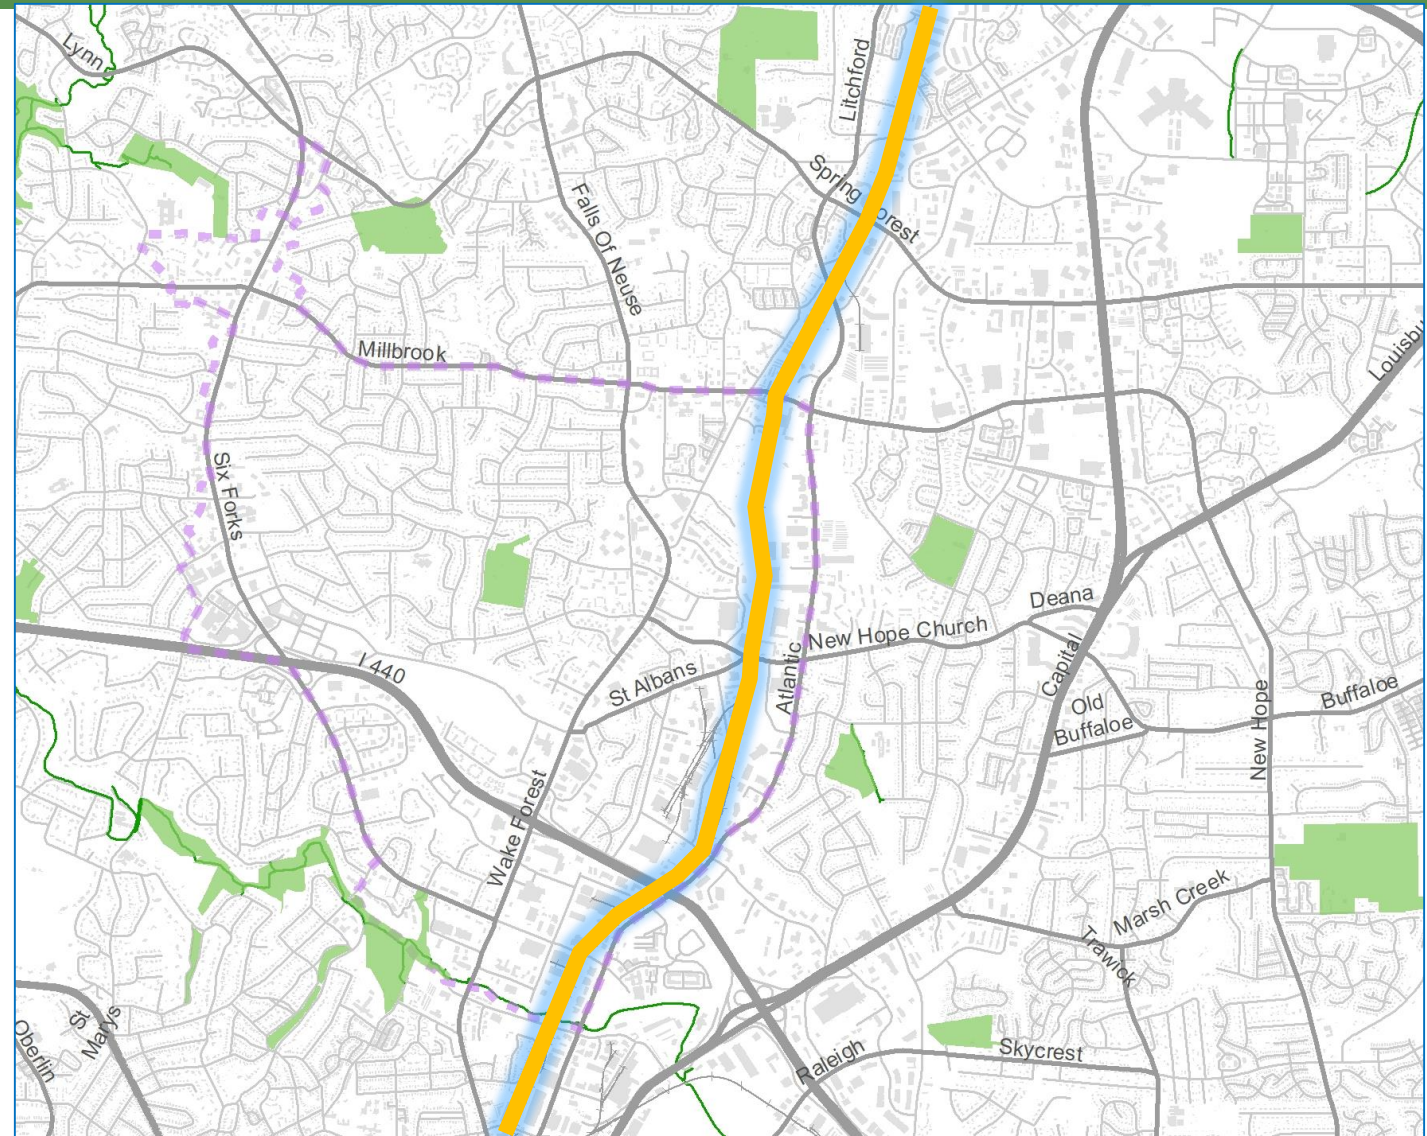 Lynn
Litchford
Spring Forest
Falls Of Neuse
Millbrook
Louisbu
Six Forks
Deana
New Hope Church
I 440
St Albans
Atlantic
Capital
Old
Buffaloe
New Hope
Buffaloe
Wake Forest
Marsh Creek
Trawick
St
Marys
Oberlin
Raleigh
Skycrest